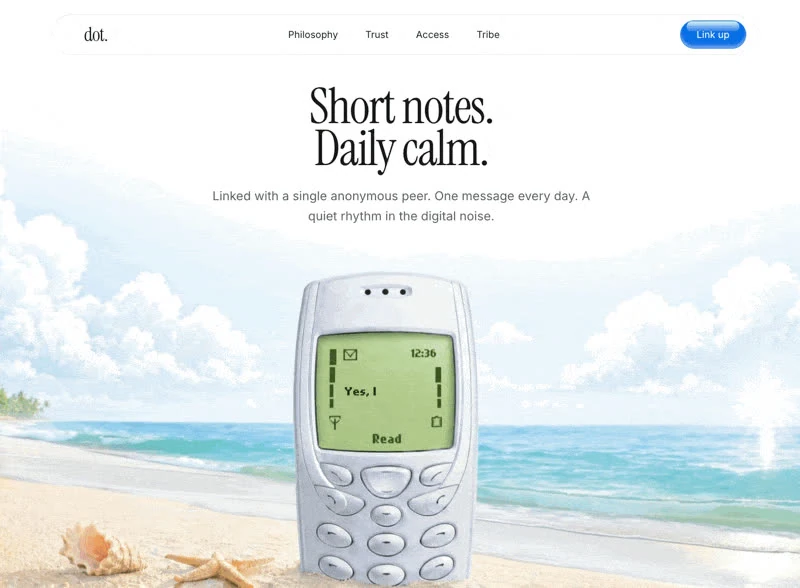 dot.
Philosophy
Trust
Access
Tribe
Link up
Short notes.
Daily calm.
Linked with a single anonymous peer. One message every day. A
quiet rhythm in the digital noise.
12:36
Yes, I
Read